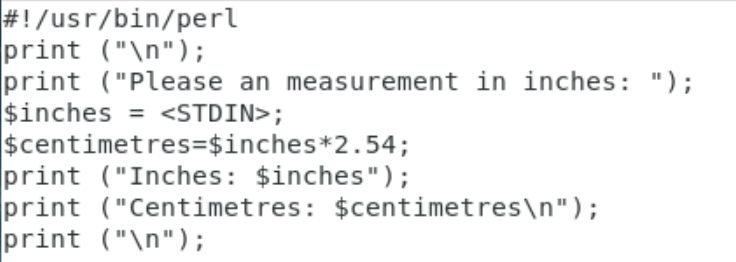 #!/usr/bin/perl
print ("\n");
print ("Please an measurement in inches: ");
$inches = <STDIN>;
$centimetres=$inches*2.54;
print ("Inches: $inches");
print ("Centimetres: $centimetres\n");
print ("\n");